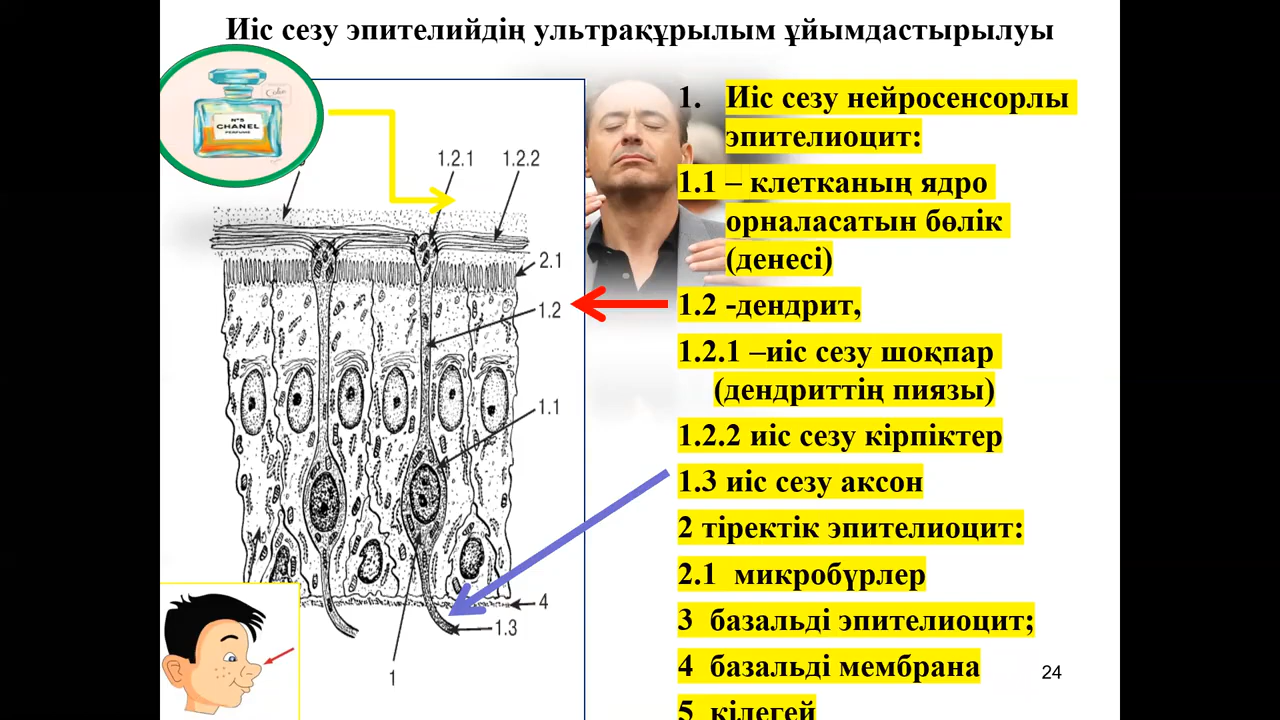 Иіс сезу эпителийдің ультрақұрылым ұйымдастырылуы
N°5
CHANEL
PERFUME
1.2.1
1.2.2
2.1
1.2
1.1
4
1.3
1
1. Иіс сезу нейросенсорлы
эпителиоцит:
1.1 – клетканың ядро
орналасатын бөлік
(денесі)
1.2 -дендрит,
1.2.1 –иіс сезу шоқпар
(дендриттің пиязы)
1.2.2 иіс сезу кірпіктер
1.3 иіс сезу аксон
2 тіректік эпителиоцит:
2.1 микробүрлер
3 базальді эпителиоцит;
4 базальді мембрана
5 кілегей
24